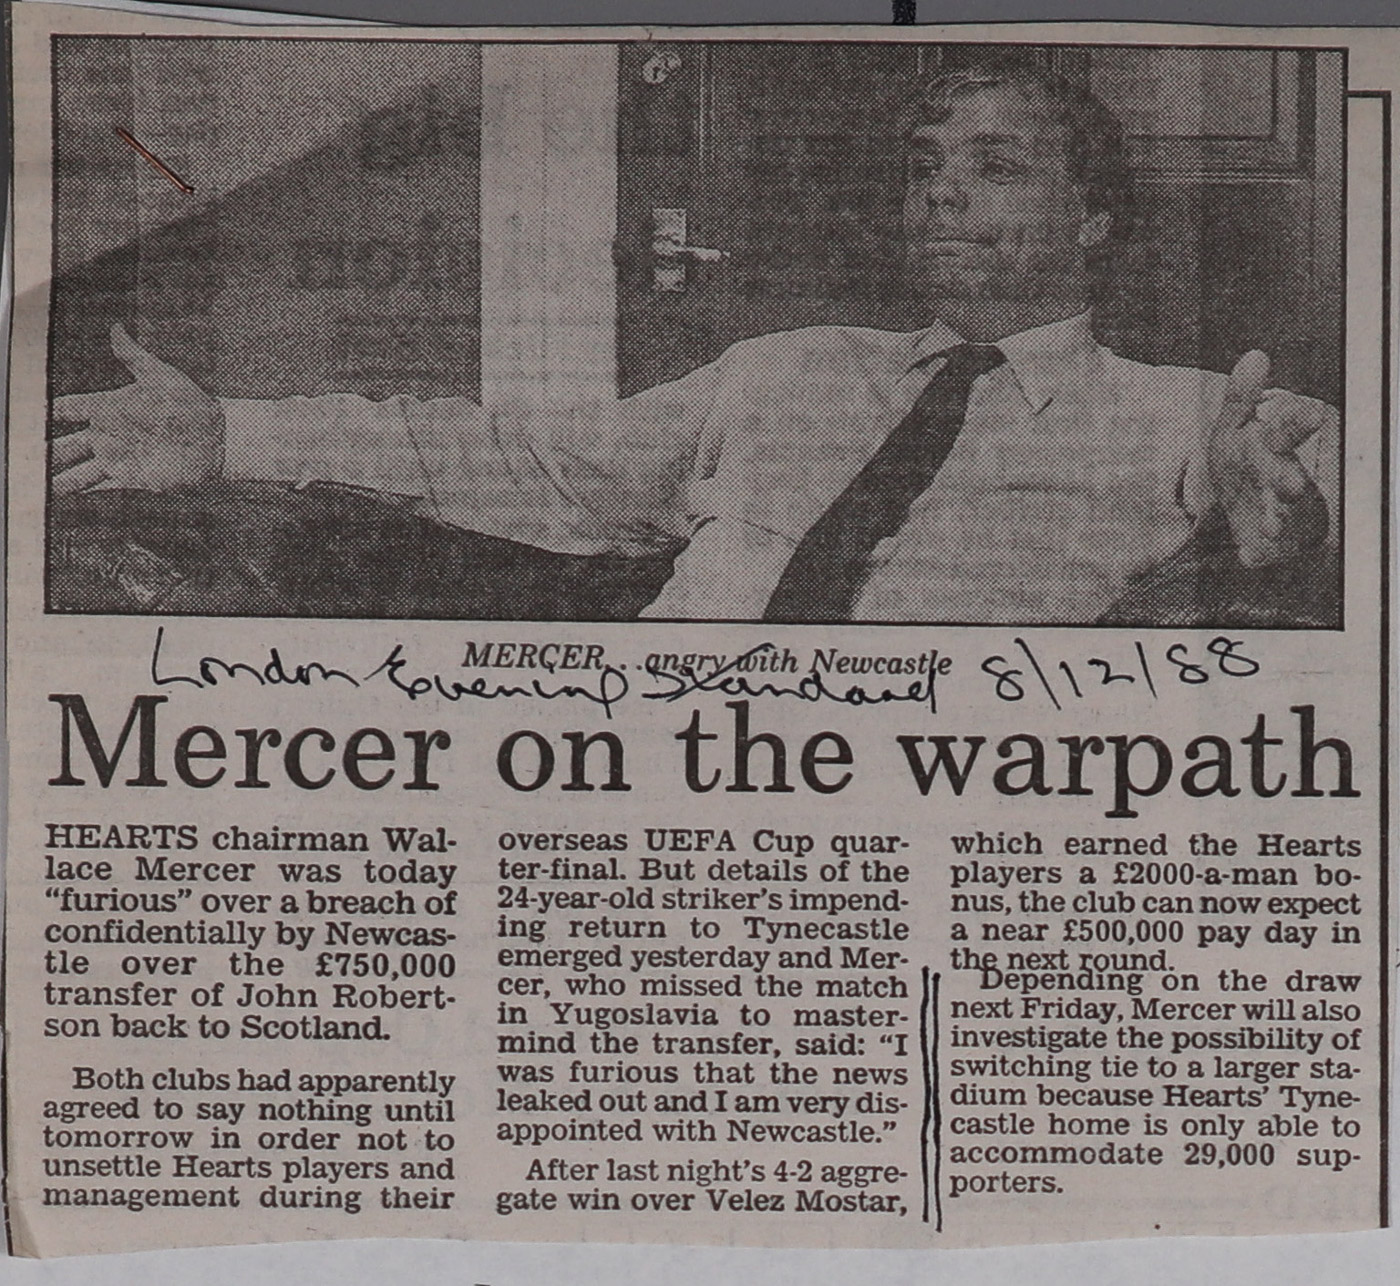 MERCER. . .angry with Newcastle
London Evening Standard 8/12/88
Mercer on the warpath
HEARTS chairman Wal-
lace Mercer was today
“furious” over a breach of
confidentially by Newcas-
tle over the £750,000
transfer of John Robert-
son back to Scotland.
Both clubs had apparently
agreed to say nothing until
tomorrow in order not to
unsettle Hearts players and
management during their
overseas UEFA Cup quar-
ter-final. But details of the
24-year-old striker’s impend-
ing return to Tynecastle
emerged yesterday and Mer-
cer, who missed the match
in Yugoslavia to master-
mind the transfer, said: “I
was furious that the news
leaked out and I am very dis-
appointed with Newcastle.”
After last night’s 4-2 aggre-
gate win over Velez Mostar,
which earned the Hearts
players a £2000-a-man bo-
nus, the club can now expect
a near £500,000 pay day in
the next round.
Depending on the draw
next Friday, Mercer will also
investigate the possibility of
switching tie to a larger sta-
dium because Hearts’ Tyne-
castle home is only able to
accommodate 29,000 sup-
porters.